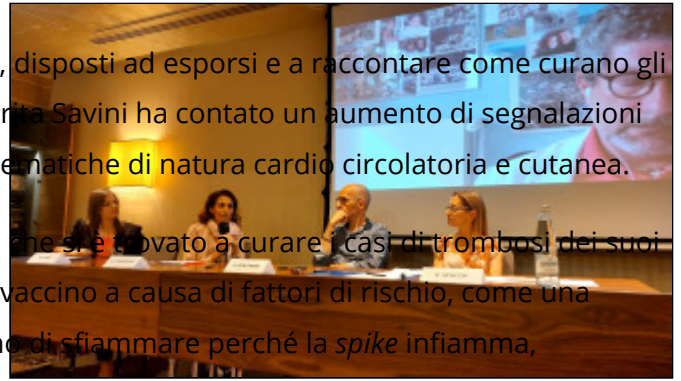 , disposti ad esporsi e a raccontare come curano gli
rita Savini ha contato un aumento di segnalazioni
ematiche di natura cardio circolatoria e cutanea.
che si è trovato a curare i casi di trombosi dei suoi
vaccino a causa di fattori di rischio, come una
no di sfiammare perché la spike infiamma,